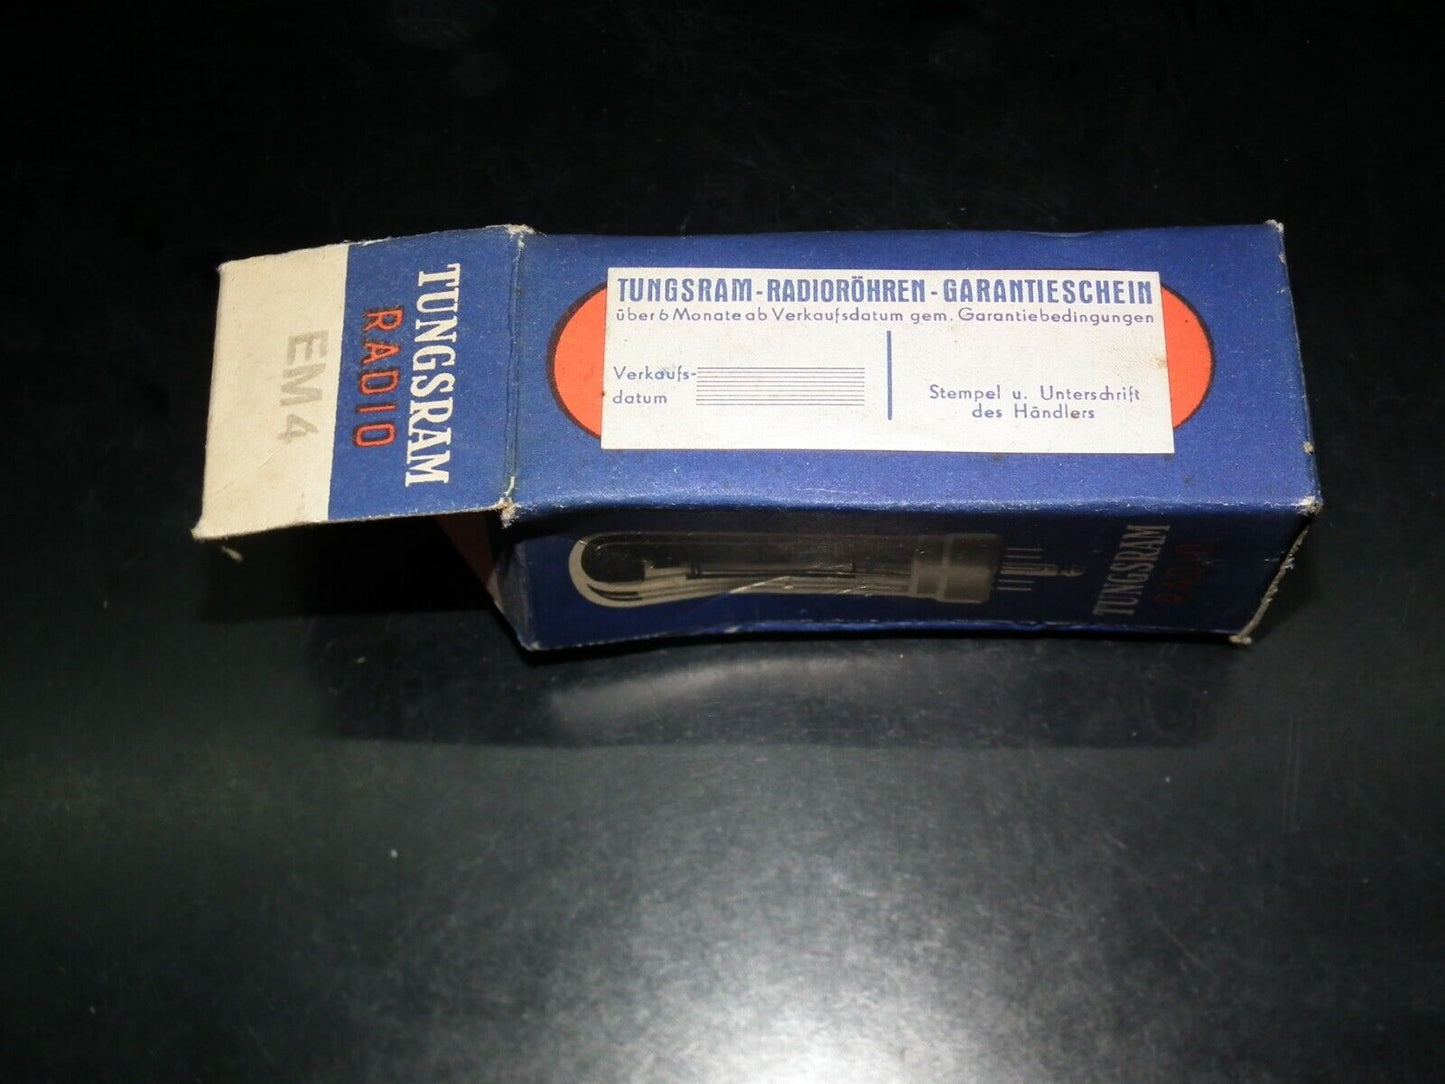 TUNGSRAM
RADIO
EM4
TUNGSRAM-RADIORÖHREN-GARANTIESCHEIN
über 6 Monate ab Verkaufsdatum gem. Garantiebedingungen
Verkaufs-
datum
Stempel u. Unterschrift
des Händlers
TUNGSRAM
RADIO